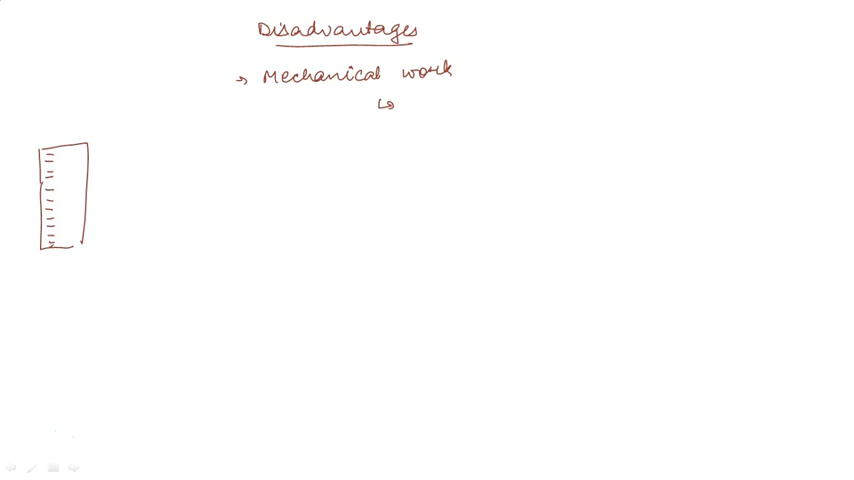 Disadvantages
→ Mechanical work
↳